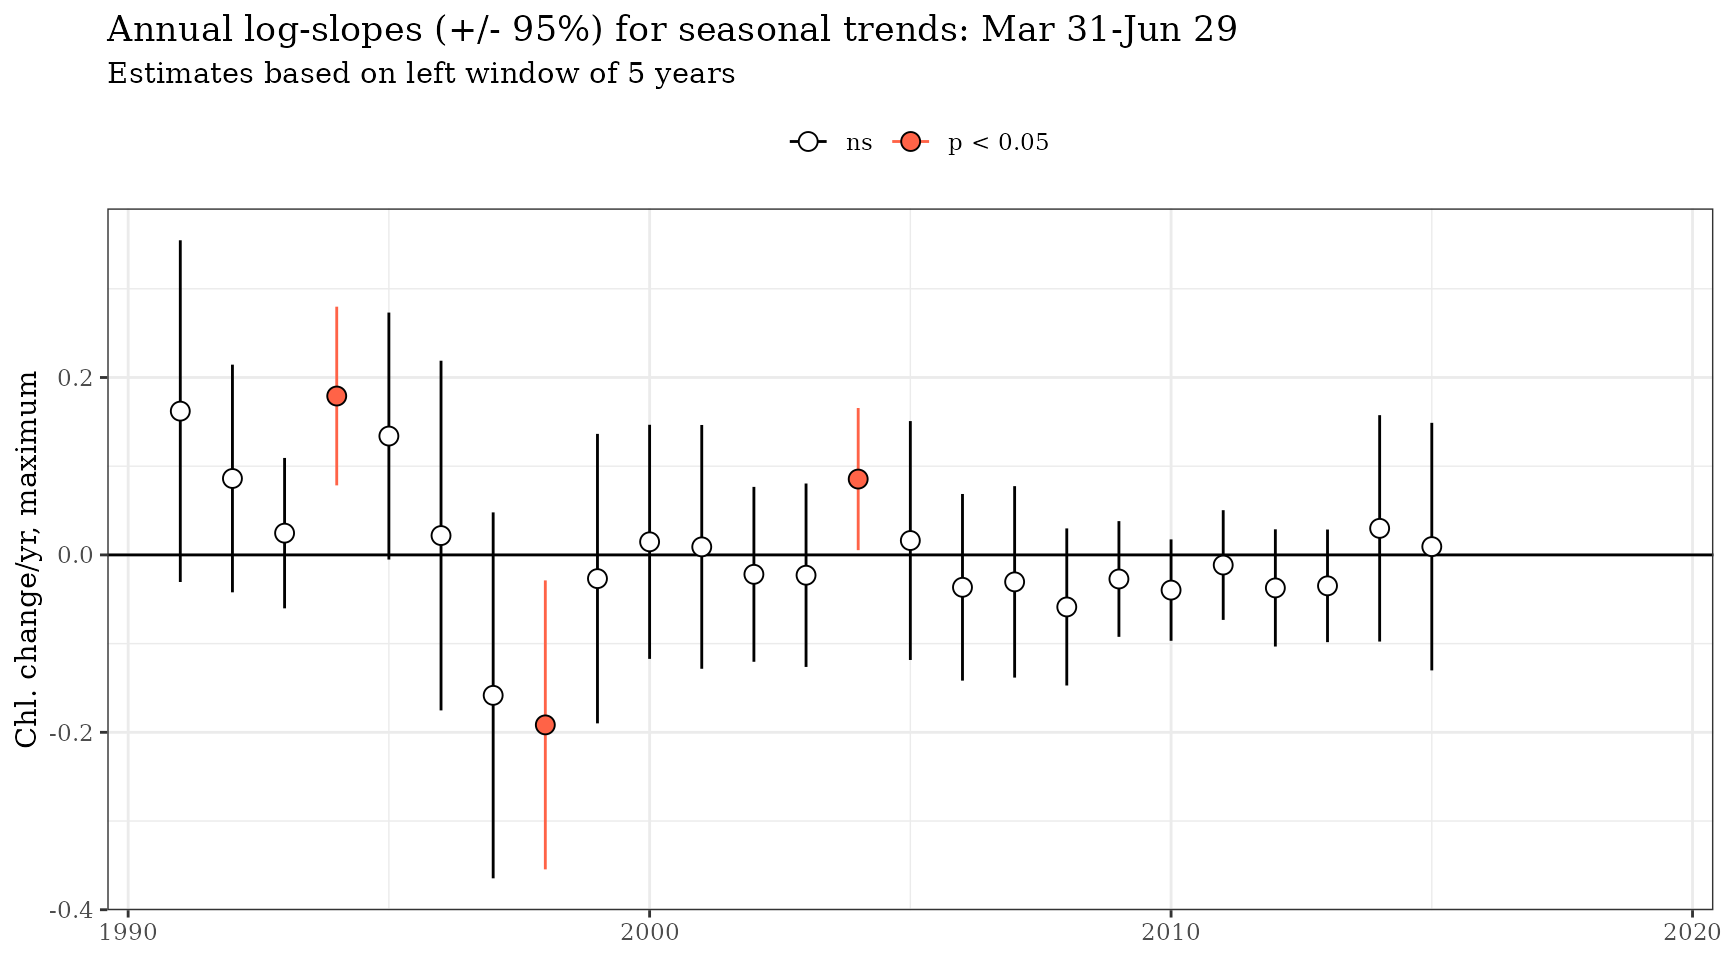 Annual log-slopes (+/- 95%) for seasonal trends: Mar 31-Jun 29
Estimates based on left window of 5 years
ns p < 0.05
Chl. change/yr, maximum
0.2
0.0
-0.2
-0.4
1990 2000 2010 2020